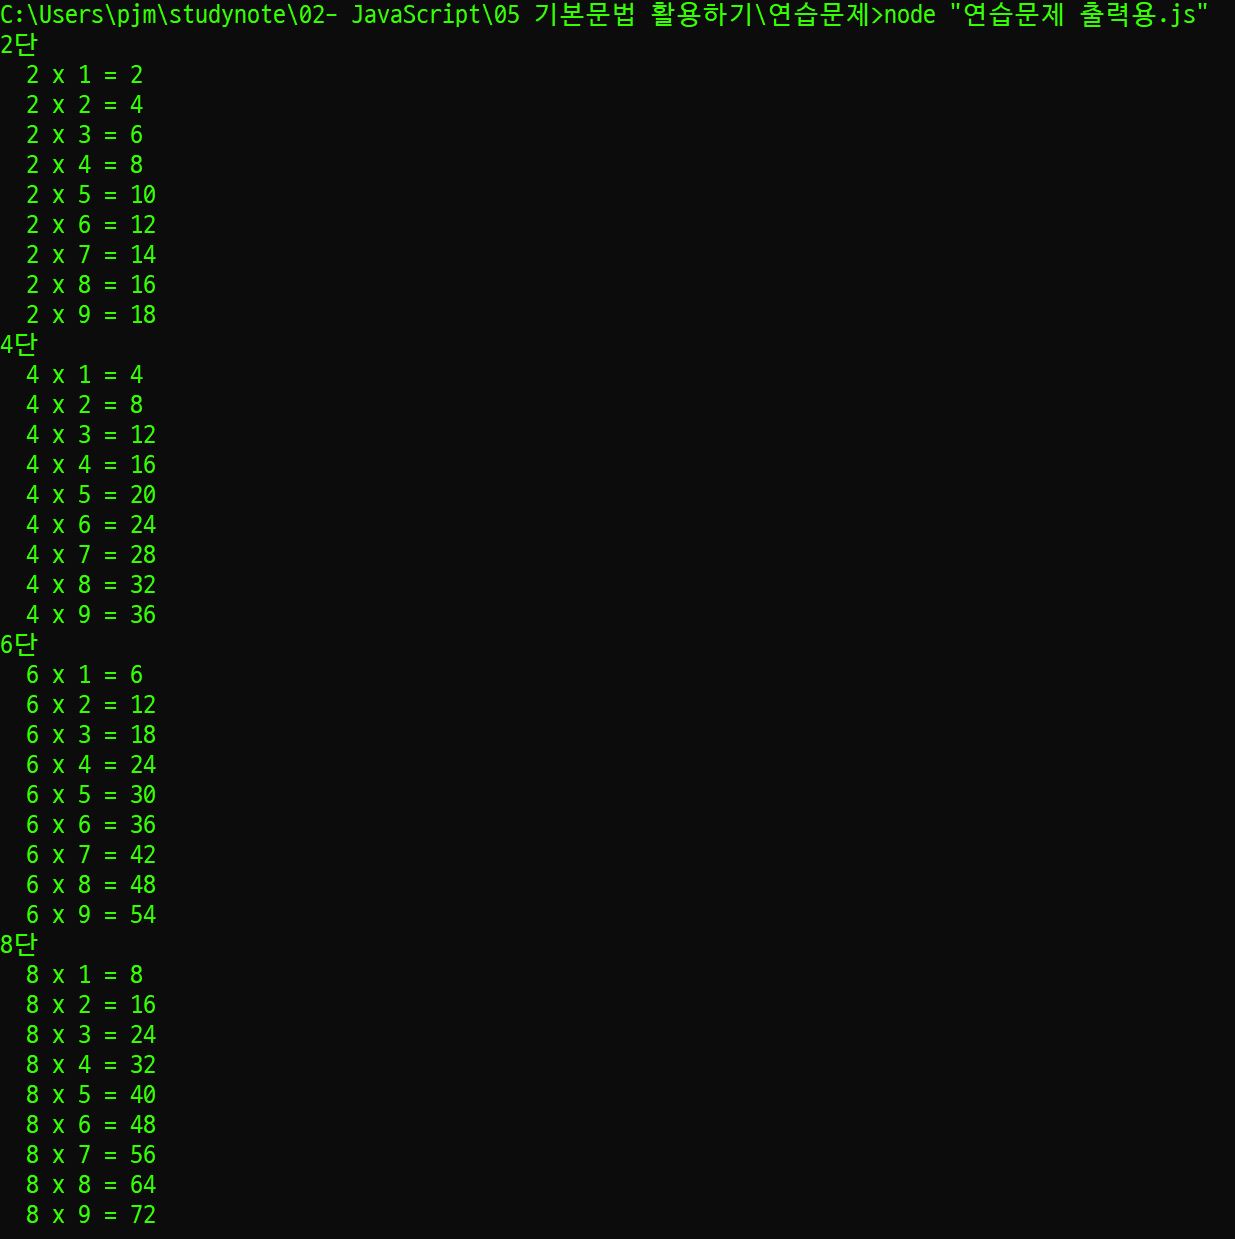 C:\Users\pjm\studynote\02- JavaScript\05 기본문법 활용하기\연습문제>node "연습문제 출력용.js"
2단
  2 x 1 = 2
  2 x 2 = 4
  2 x 3 = 6
  2 x 4 = 8
  2 x 5 = 10
  2 x 6 = 12
  2 x 7 = 14
  2 x 8 = 16
  2 x 9 = 18
4단
  4 x 1 = 4
  4 x 2 = 8
  4 x 3 = 12
  4 x 4 = 16
  4 x 5 = 20
  4 x 6 = 24
  4 x 7 = 28
  4 x 8 = 32
  4 x 9 = 36
6단
  6 x 1 = 6
  6 x 2 = 12
  6 x 3 = 18
  6 x 4 = 24
  6 x 5 = 30
  6 x 6 = 36
  6 x 7 = 42
  6 x 8 = 48
  6 x 9 = 54
8단
  8 x 1 = 8
  8 x 2 = 16
  8 x 3 = 24
  8 x 4 = 32
  8 x 5 = 40
  8 x 6 = 48
  8 x 7 = 56
  8 x 8 = 64
  8 x 9 = 72